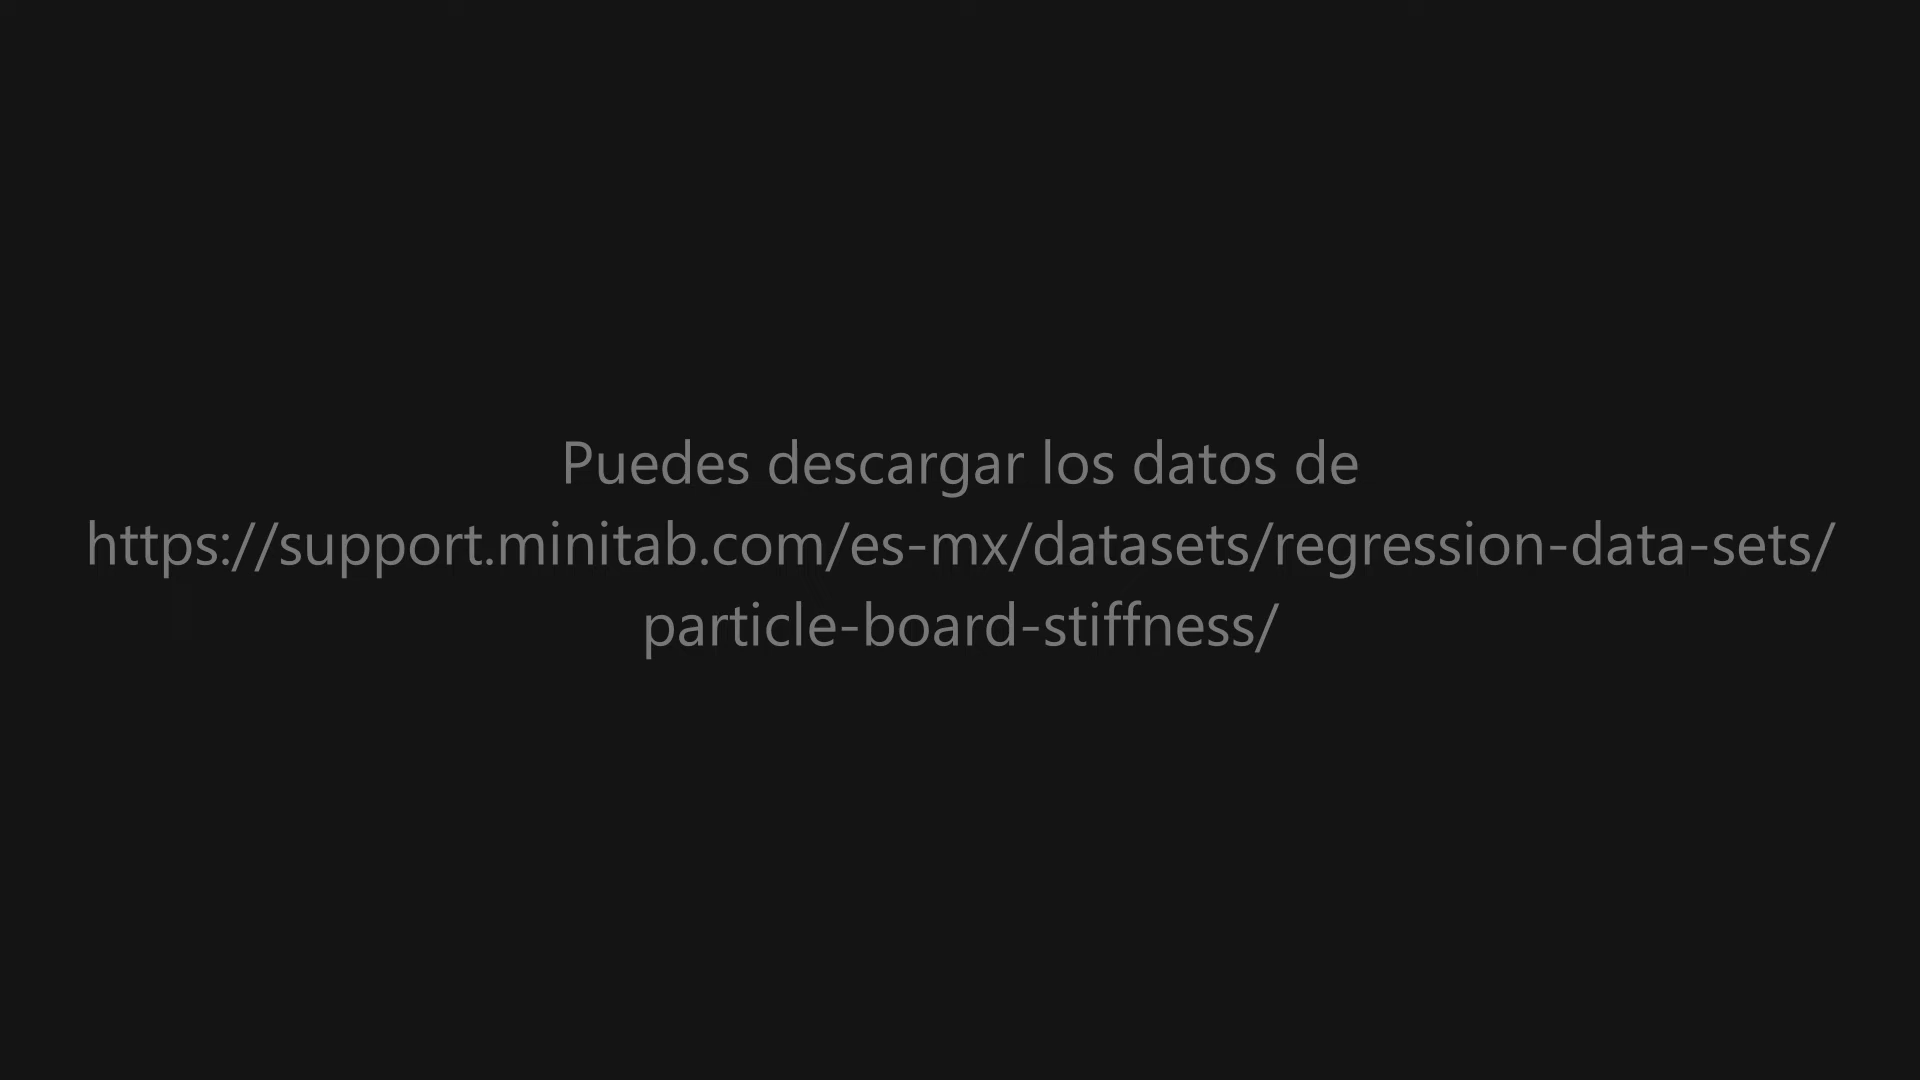 Puedes descargar los datos de
https://support.minitab.com/es-mx/datasets/regression-data-sets/
particle-board-stiffness/